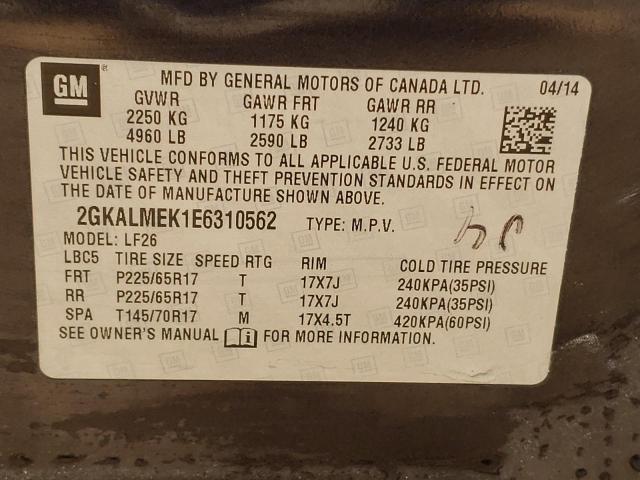 GM ®
MFD BY GENERAL MOTORS OF CANADA LTD. 04/14
GVWR GAWR FRT GAWR RR
2250 KG 1175 KG 1240 KG
4960 LB 2590 LB 2733 LB
THIS VEHICLE CONFORMS TO ALL APPLICABLE U.S. FEDERAL MOTOR
VEHICLE SAFETY AND THEFT PREVENTION STANDARDS IN EFFECT ON
THE DATE OF MANUFACTURE SHOWN ABOVE.
2GKALMEK1E6310562 TYPE: M.P.V.
MODEL: LF26
LBC5 TIRE SIZE SPEED RTG RIM COLD TIRE PRESSURE
FRT P225/65R17 T 17X7J 240KPA(35PSI)
RR P225/65R17 T 17X7J 240KPA(35PSI)
SPA T145/70R17 M 17X4.5T 420KPA(60PSI)
SEE OWNER'S MANUAL FOR MORE INFORMATION.